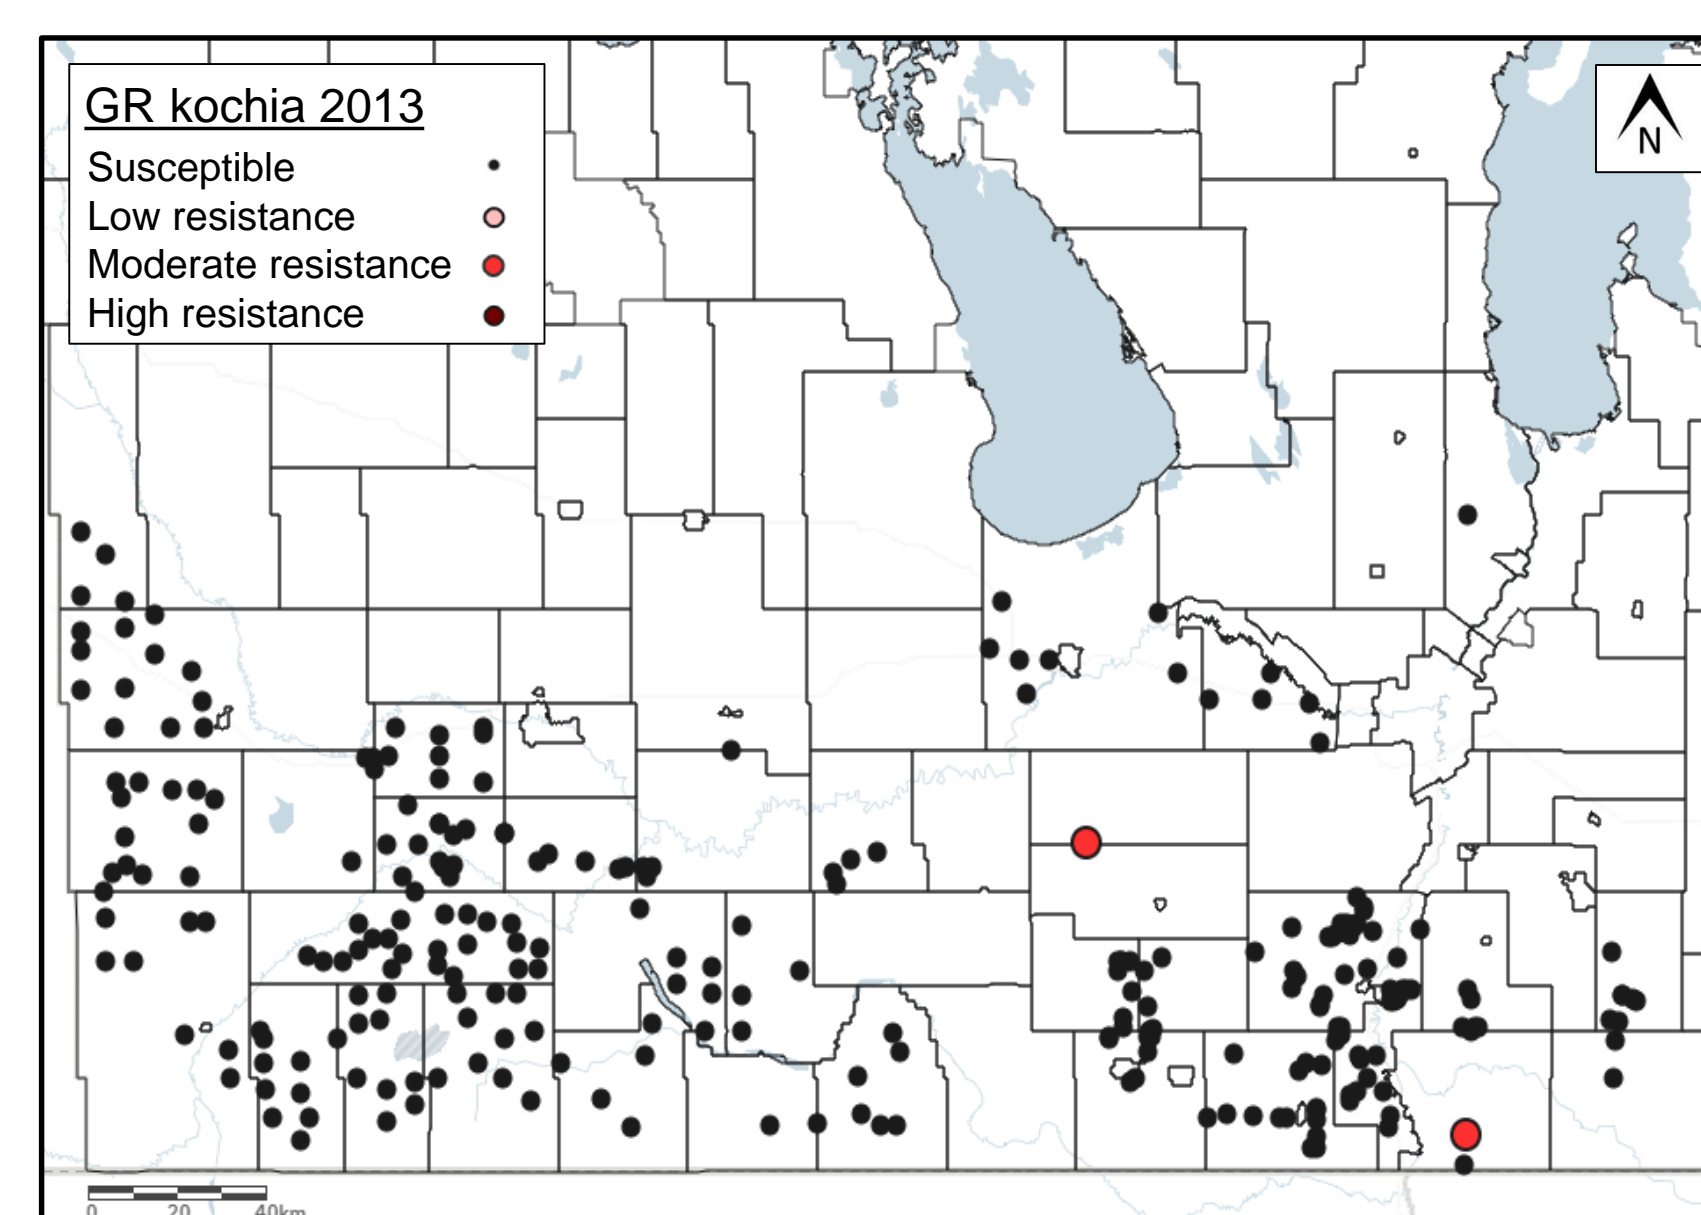 GR kochia 2013
Susceptible
Low resistance
Moderate resistance
High resistance
N
0 20 40km